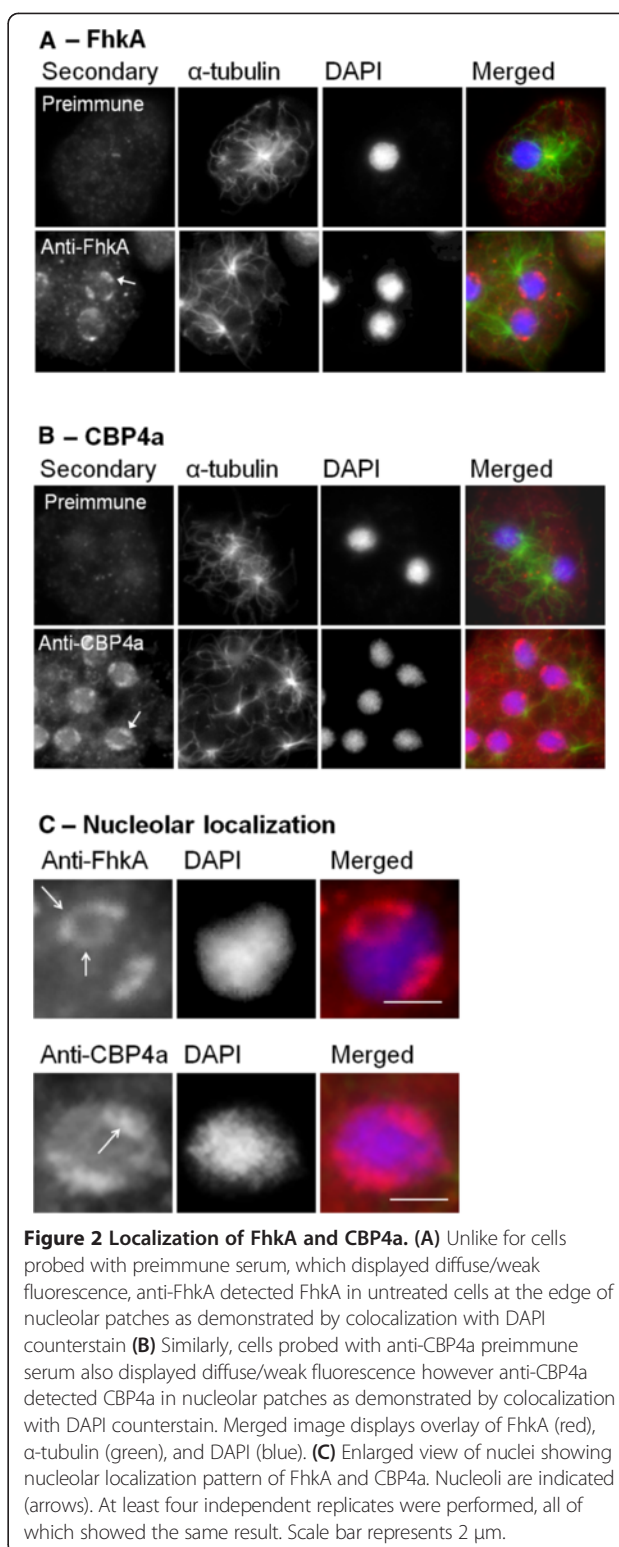 A – FhkA
Secondary α-tubulin DAPI Merged
Preimmune
Anti-FhkA
B – CBP4a
Secondary α-tubulin DAPI Merged
Preimmune
Anti-CBP4a
C – Nucleolar localization
Anti-FhkA DAPI Merged
Anti-CBP4a DAPI Merged
Figure 2 Localization of FhkA and CBP4a. (A) Unlike for cells
probed with preimmune serum, which displayed diffuse/weak
fluorescence, anti-FhkA detected FhkA in untreated cells at the edge of
nucleolar patches as demonstrated by colocalization with DAPI
counterstain (B) Similarly, cells probed with anti-CBP4a preimmune
serum also displayed diffuse/weak fluorescence however anti-CBP4a
detected CBP4a in nucleolar patches as demonstrated by colocalization
with DAPI counterstain. Merged image displays overlay of FhkA (red),
α-tubulin (green), and DAPI (blue). (C) Enlarged view of nuclei showing
nucleolar localization pattern of FhkA and CBP4a. Nucleoli are indicated
(arrows). At least four independent replicates were performed, all of
which showed the same result. Scale bar represents 2 μm.